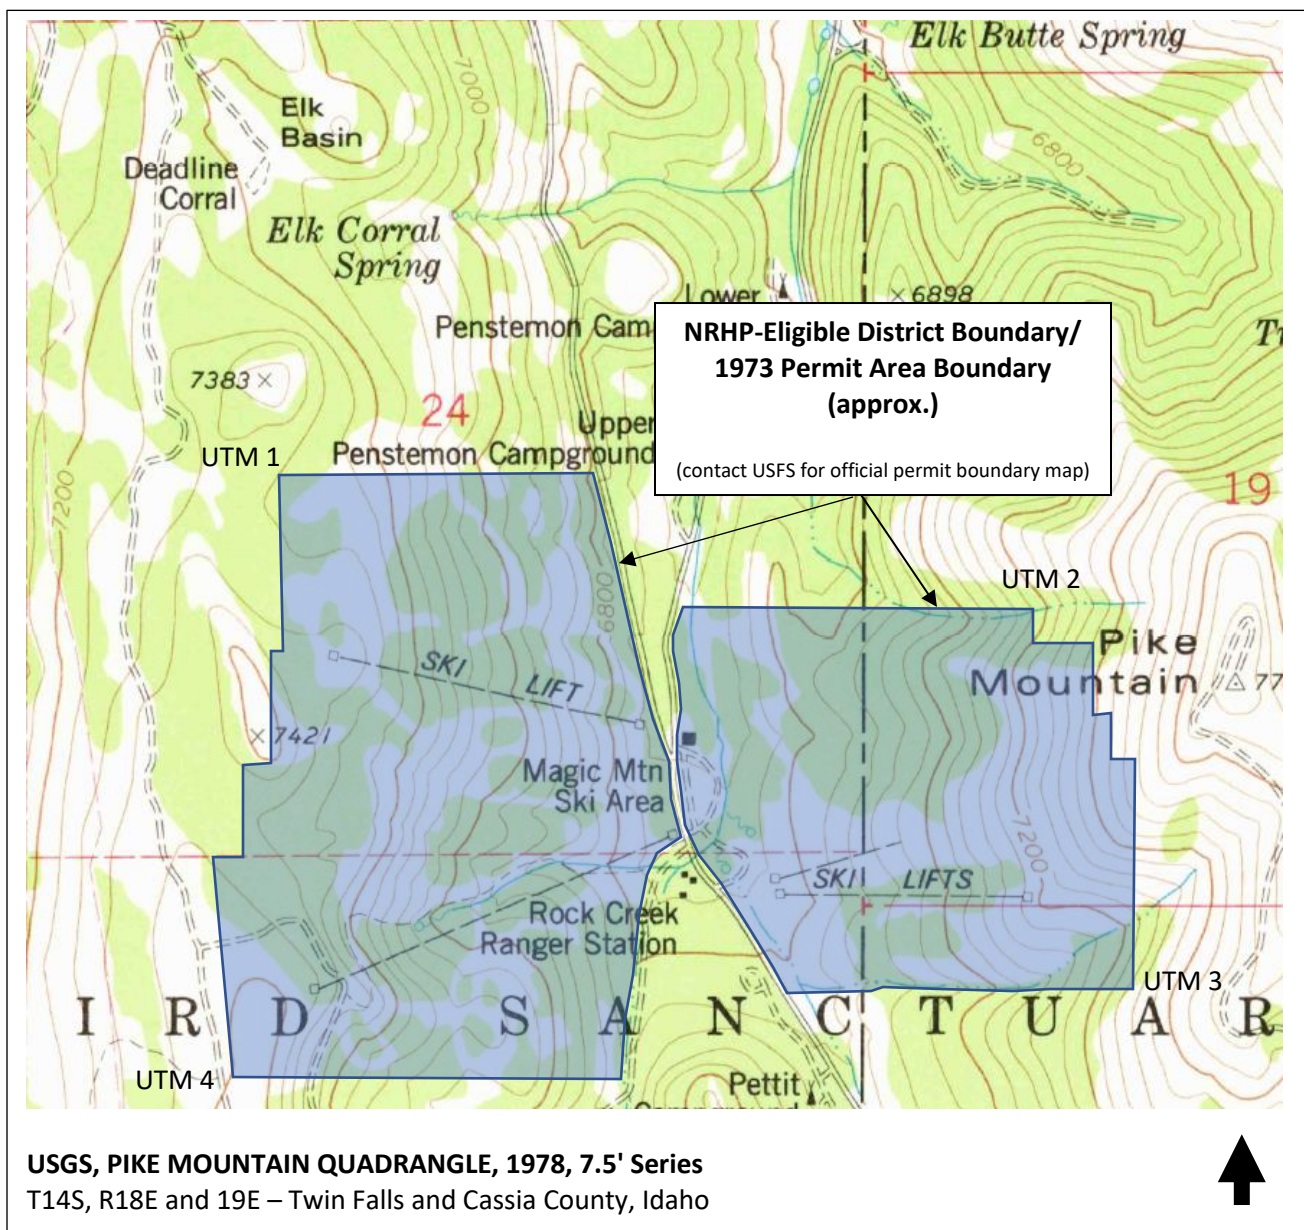 Elk Butte Spring
7000
Elk
Basin
6800
Deadline
Corral
Elk Corral
Spring
Lower
6898
Penstemon Cam
NRHP-Eligible District Boundary/
1973 Permit Area Boundary
(approx.)
(contact USFS for official permit boundary map)
7383
24
Upper
Penstemon Campground
UTM 1
7200
19
UTM 2
6800
Pike
Mountain
77
SKI LIFT
7421
Magic Mtn
Ski Area
7200
SKI LIFTS
Rock Creek
Ranger Station
UTM 3
I R D S A N C T U A R
UTM 4
Pettit
USGS, PIKE MOUNTAIN QUADRANGLE, 1978, 7.5' Series
T14S, R18E and 19E – Twin Falls and Cassia County, Idaho